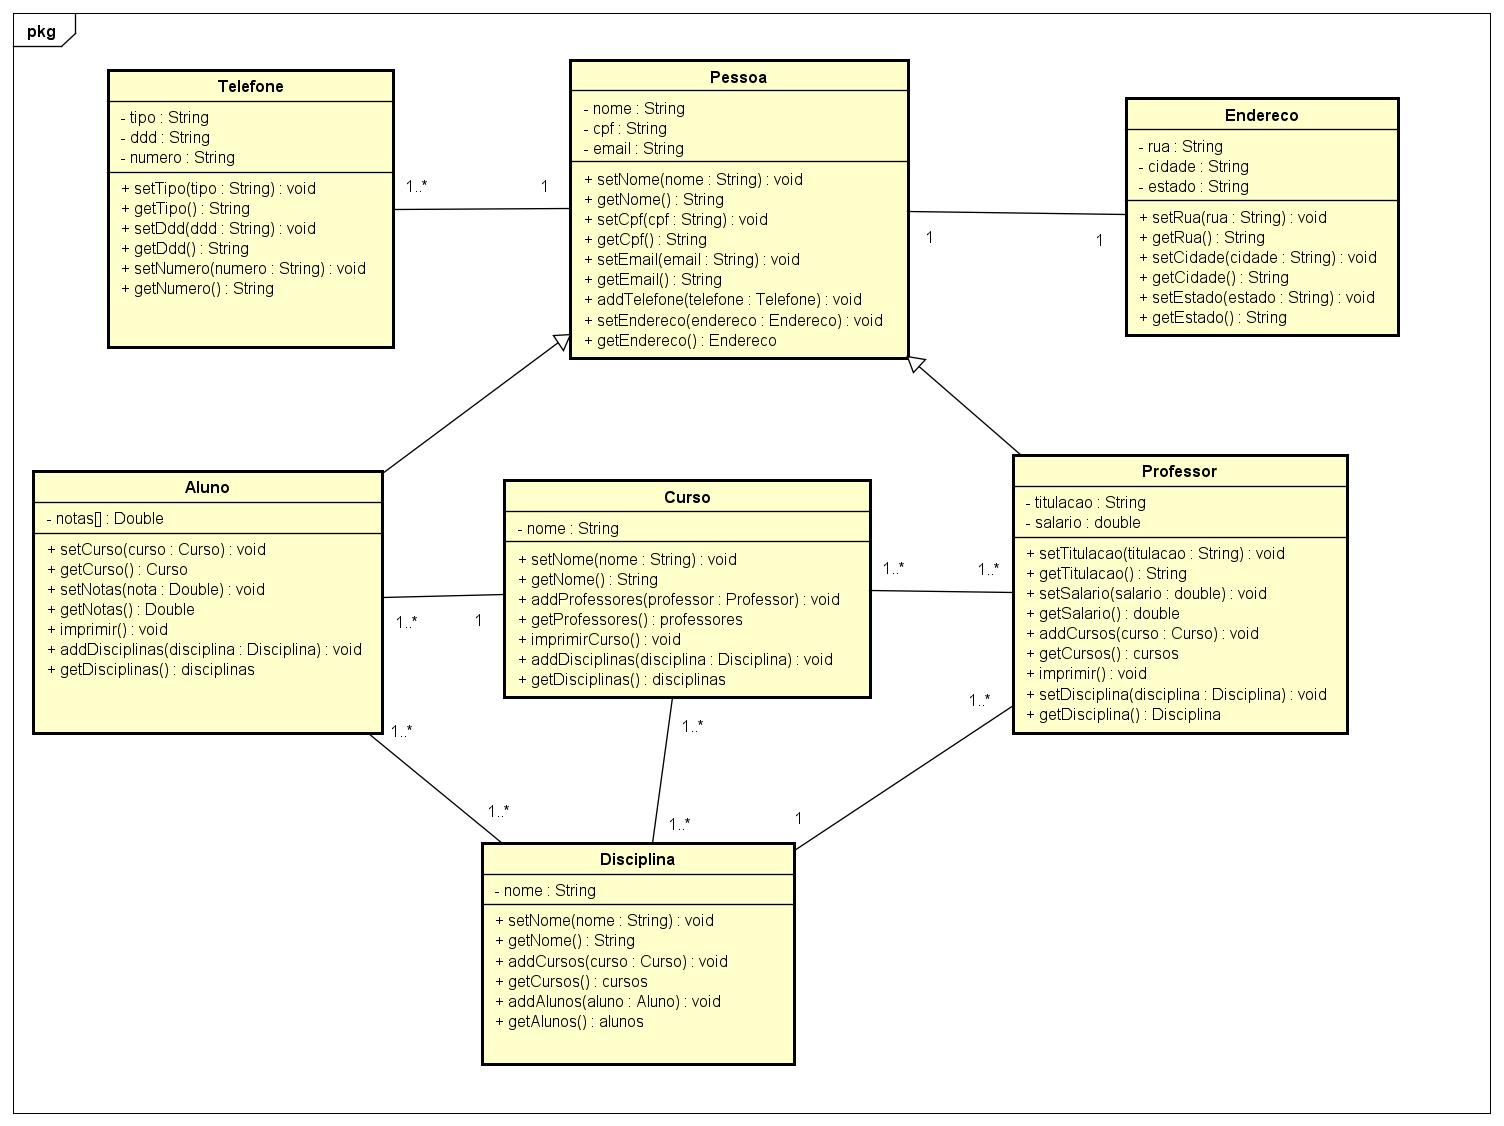 pkg
Telefone
- tipo : String
- ddd : String
- numero : String
+ setTipo(tipo : String) : void
+ getTipo() : String
+ setDdd(ddd : String) : void
+ getDdd() : String
+ setNumero(numero : String) : void
+ getNumero() : String
1..*
1
Pessoa
- nome : String
- cpf : String
- email : String
+ setNome(nome : String) : void
+ getNome() : String
+ setCpf(cpf : String) : void
+ getCpf() : String
+ setEmail(email : String) : void
+ getEmail() : String
+ addTelefone(telefone : Telefone) : void
+ setEndereco(endereco : Endereco) : void
+ getEndereco() : Endereco
1
1
Endereco
- rua : String
- cidade : String
- estado : String
+ setRua(rua : String) : void
+ getRua() : String
+ setCidade(cidade : String) : void
+ getCidade() : String
+ setEstado(estado : String) : void
+ getEstado() : String
Aluno
- notas[] : Double
+ setCurso(curso : Curso) : void
+ getCurso() : Curso
+ setNotas(nota : Double) : void
+ getNotas() : Double
+ imprimir() : void
+ addDisciplinas(disciplina : Disciplina) : void
+ getDisciplinas() : disciplinas
1..*
1
Curso
- nome : String
+ setNome(nome : String) : void
+ getNome() : String
+ addProfessores(professor : Professor) : void
+ getProfessores() : professores
+ imprimirCurso() : void
+ addDisciplinas(disciplina : Disciplina) : void
+ getDisciplinas() : disciplinas
1..*
1..*
Professor
- titulacao : String
- salario : double
+ setTitulacao(titulacao : String) : void
+ getTitulacao() : String
+ setSalario(salario : double) : void
+ getSalario() : double
+ addCursos(curso : Curso) : void
+ getCursos() : cursos
+ imprimir() : void
+ setDisciplina(disciplina : Disciplina) : void
+ getDisciplina() : Disciplina
1..*
1..*
1..*
1..*
1..*
1
Disciplina
- nome : String
+ setNome(nome : String) : void
+ getNome() : String
+ addCursos(curso : Curso) : void
+ getCursos() : cursos
+ addAlunos(aluno : Aluno) : void
+ getAlunos() : alunos